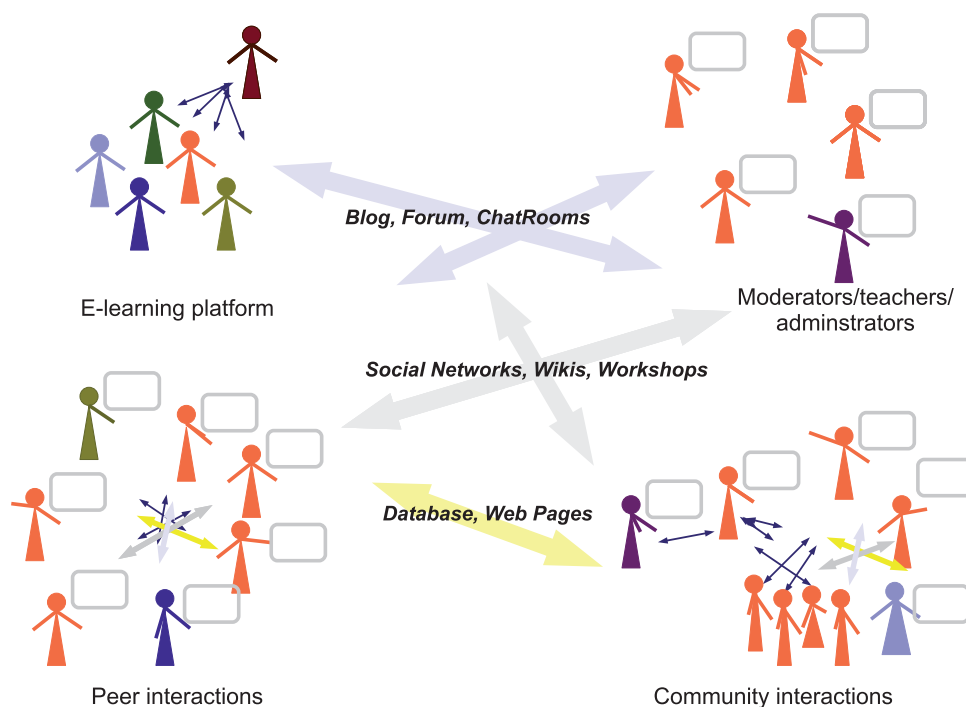 Blog, Forum, ChatRooms
E-learning platform
Moderators/teachers/
adminstrators
Social Networks, Wikis, Workshops
Database, Web Pages
Peer interactions
Community interactions